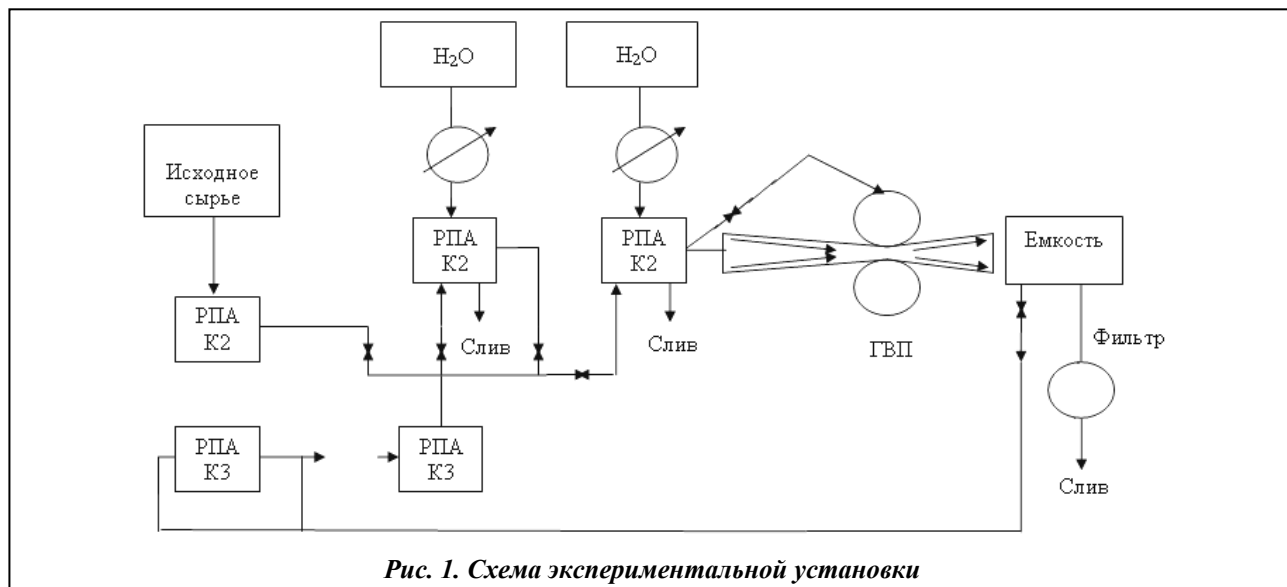 H₂O
H₂O
Исходное
сырье
РПА
К2
РПА
К2
РПА
К2
Емкость
Слив
Слив
ГВП
Фильтр
РПА
К3
РПА
К3
Слив
Рис. 1. Схема экспериментальной установки